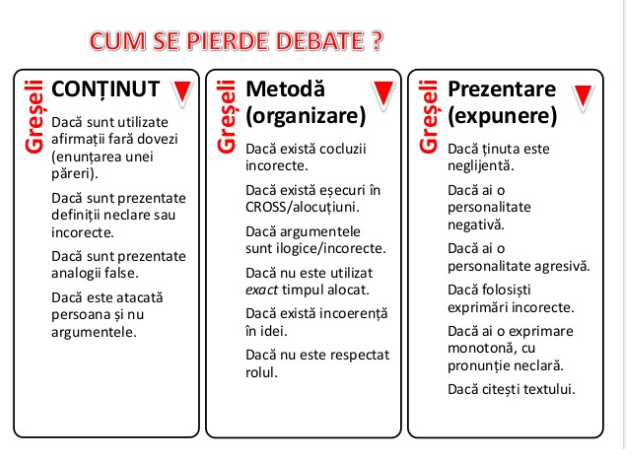 CUM SE PIERDE DEBATE ?
Greșeli
CONȚINUT
Dacă sunt utilizate
afirmații fară dovezi
(enunțarea unei
păreri).
Dacă sunt prezentate
definiții neclare sau
incorecte.
Dacă sunt prezentate
analogii false.
Dacă este atacată
persoana și nu
argumentele.
Greșeli
Metodă
(organizare)
Dacă există cocluzii
incorecte.
Dacă există eșecuri în
CROSS/alocuțiuni.
Dacă argumentele
sunt ilogice/incorecte.
Dacă nu este utilizat
exact timpul alocat.
Dacă există incoerență
în idei.
Dacă nu este respectat
rolul.
Greșeli
Prezentare
(expunere)
Dacă ținuta este
neglijentă.
Dacă ai o
personalitate
negativă.
Dacă ai o
personalitate agresivă.
Dacă folosiști
exprimări incorecte.
Dacă ai o exprimare
monotonă, cu
pronunție neclară.
Dacă citești textului.